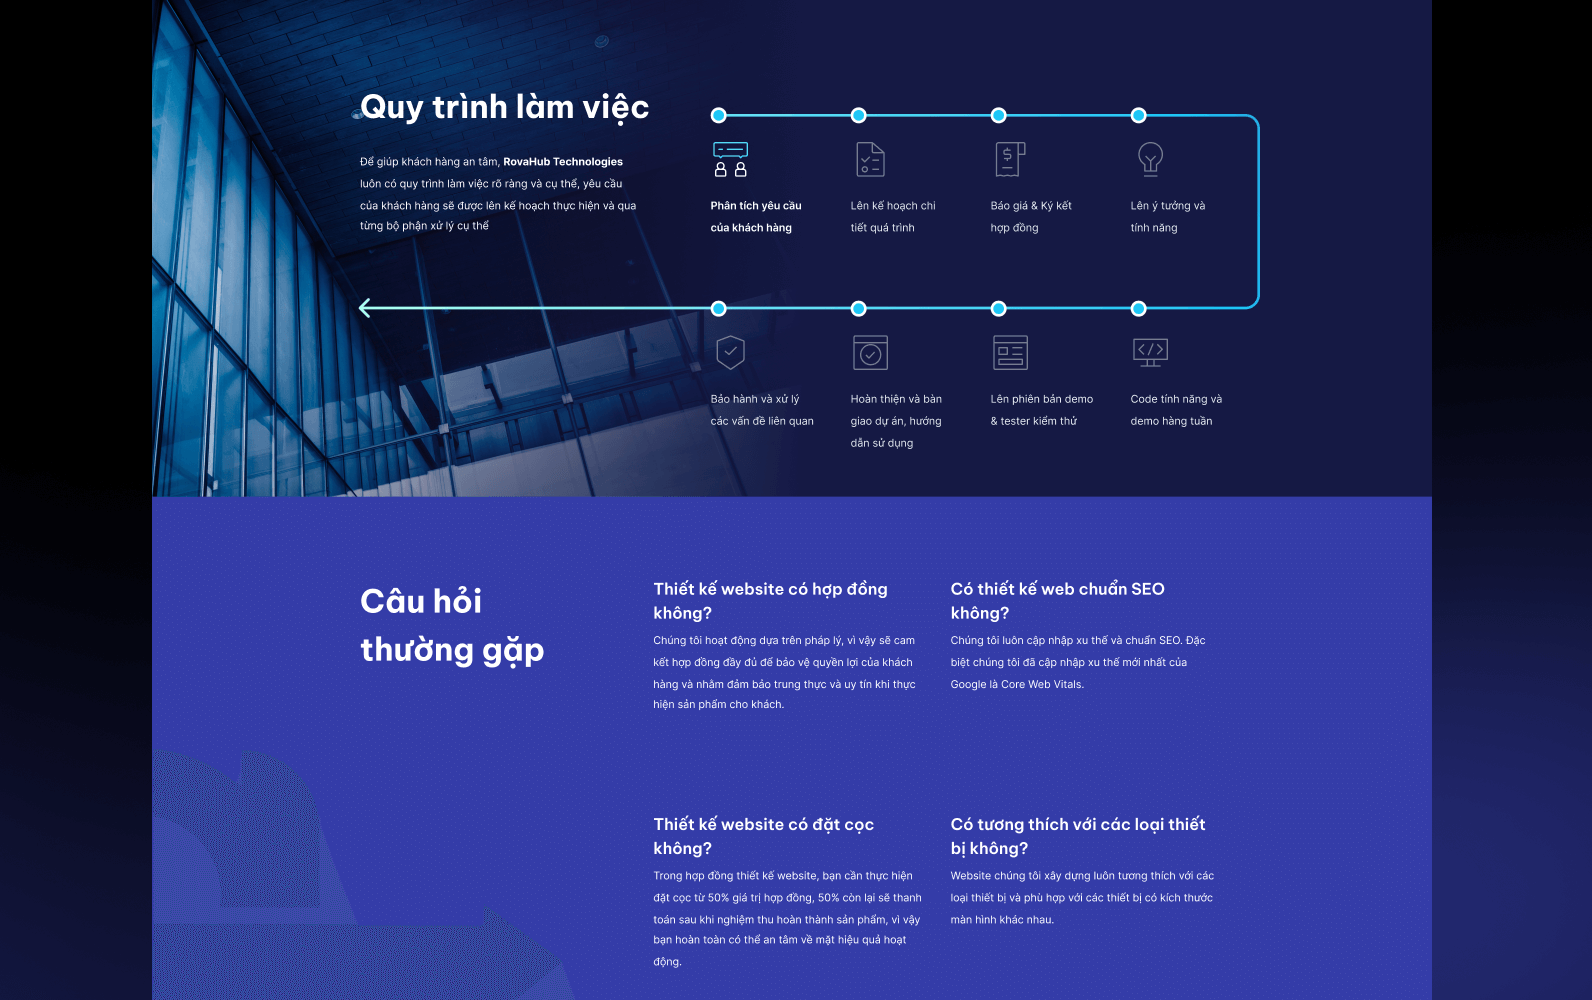 Quy trình làm việc
Để giúp khách hàng an tâm, RovaHub Technologies
luôn có quy trình làm việc rõ ràng và cụ thể, yêu cầu
của khách hàng sẽ được lên kế hoạch thực hiện và qua
từng bộ phận xử lý cụ thể
Phân tích yêu cầu
của khách hàng
Lên kế hoạch chi
tiết quá trình
Báo giá & Ký kết
hợp đồng
Lên ý tưởng và
tính năng
Bảo hành và xử lý
các vấn đề liên quan
Hoàn thiện và bàn
giao dự án, hướng
dẫn sử dụng
Lên phiên bản demo
& tester kiểm thử
Code tính năng và
demo hàng tuần
Câu hỏi
thường gặp
Thiết kế website có hợp đồng
không?
Chúng tôi hoạt động dựa trên pháp lý, vì vậy sẽ cam
kết hợp đồng đầy đủ để bảo vệ quyền lợi của khách
hàng và nhằm đảm bảo trung thực và uy tín khi thực
hiện sản phẩm cho khách.
Có thiết kế web chuẩn SEO
không?
Chúng tôi luôn cập nhập xu thế và chuẩn SEO. Đặc
biệt chúng tôi đã cập nhập xu thế mới nhất của
Google là Core Web Vitals.
Thiết kế website có đặt cọc
không?
Trong hợp đồng thiết kế website, bạn cần thực hiện
đặt cọc từ 50% giá trị hợp đồng, 50% còn lại sẽ thanh
toán sau khi nghiệm thu hoàn thành sản phẩm, vì vậy
bạn hoàn toàn có thể an tâm về mặt hiệu quả hoạt
động.
Có tương thích với các loại thiết
bị không?
Website chúng tôi xây dựng luôn tương thích với các
loại thiết bị và phù hợp với các thiết bị có kích thước
màn hình khác nhau.